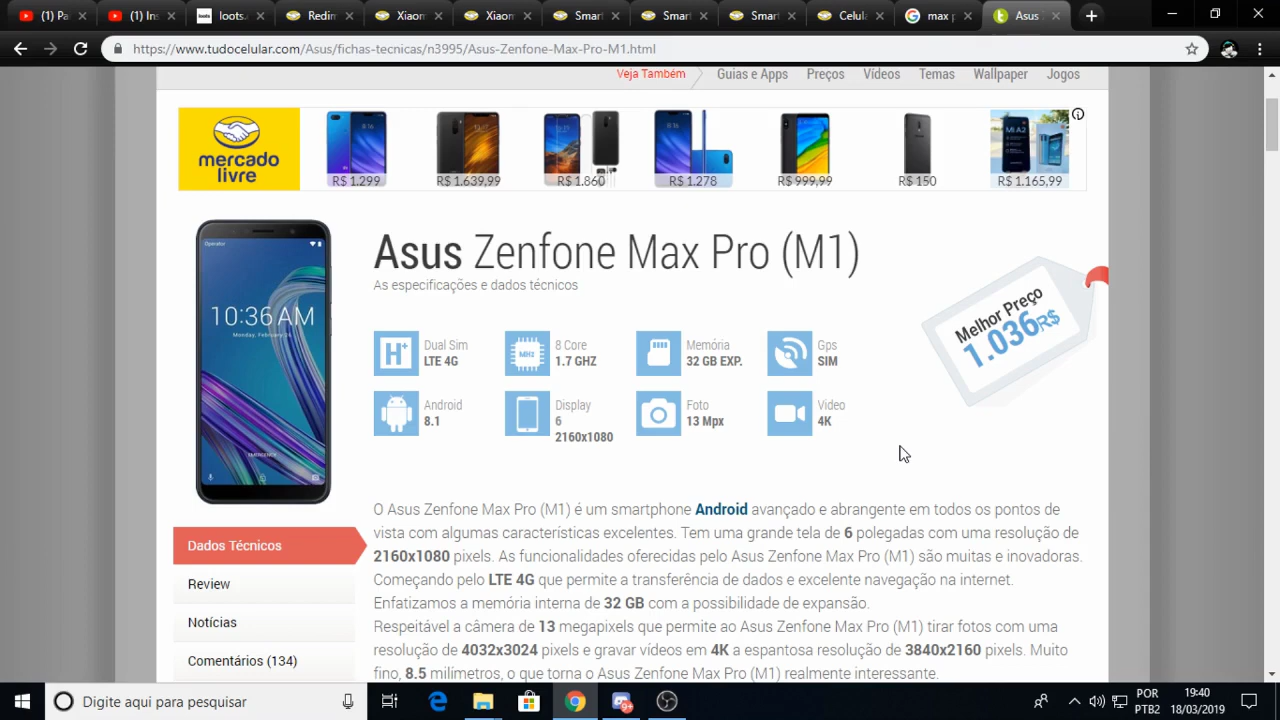 (1) Pa
(1) Ins
loots.
Redir
Xiaom
Xiaom
Smart
Smart
Smart
Celula
max p
Asus
https://www.tudocelular.com/Asus/fichas-tecnicas/n3995/Asus-Zenfone-Max-Pro-M1.html
Veja Também
Guias e Apps
Preços
Vídeos
Temas
Wallpaper
Jogos
mercado
livre
R$ 1.299
R$ 1.639,99
R$ 1.860
R$ 1.278
R$ 999,99
R$ 150
MI A2
R$ 1.165,99
Operator
10:36 AM
EMERGENCY
Asus Zenfone Max Pro (M1)
As especificações e dados técnicos
Melhor Preço
1.036R$
Dual Sim
LTE 4G
MHz
8 Core
1.7 GHZ
Memória
32 GB EXP.
Gps
SIM
Android
8.1
Display
6
2160x1080
Foto
13 Mpx
Video
4K
O Asus Zenfone Max Pro (M1) é um smartphone Android avançado e abrangente em todos os pontos de
vista com algumas características excelentes. Tem uma grande tela de 6 polegadas com uma resolução de
2160x1080 pixels. As funcionalidades oferecidas pelo Asus Zenfone Max Pro (M1) são muitas e inovadoras.
Começando pelo LTE 4G que permite a transferência de dados e excelente navegação na internet.
Enfatizamos a memória interna de 32 GB com a possibilidade de expansão.
Respeitável a câmera de 13 megapixels que permite ao Asus Zenfone Max Pro (M1) tirar fotos com uma
resolução de 4032x3024 pixels e gravar vídeos em 4K a espantosa resolução de 3840x2160 pixels. Muito
fino, 8.5 milímetros, o que torna o Asus Zenfone Max Pro (M1) realmente interessante.
Dados Técnicos
Review
Notícias
Comentários (134)
Digite aqui para pesquisar
POR
PTB2
19:40
18/03/2019